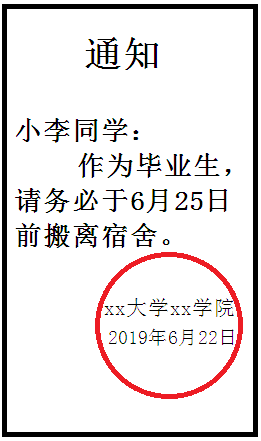 通知
小李同学：
作为毕业生，
请务必于6月25日
前搬离宿舍。
xx大学xx学院
2019年6月22日